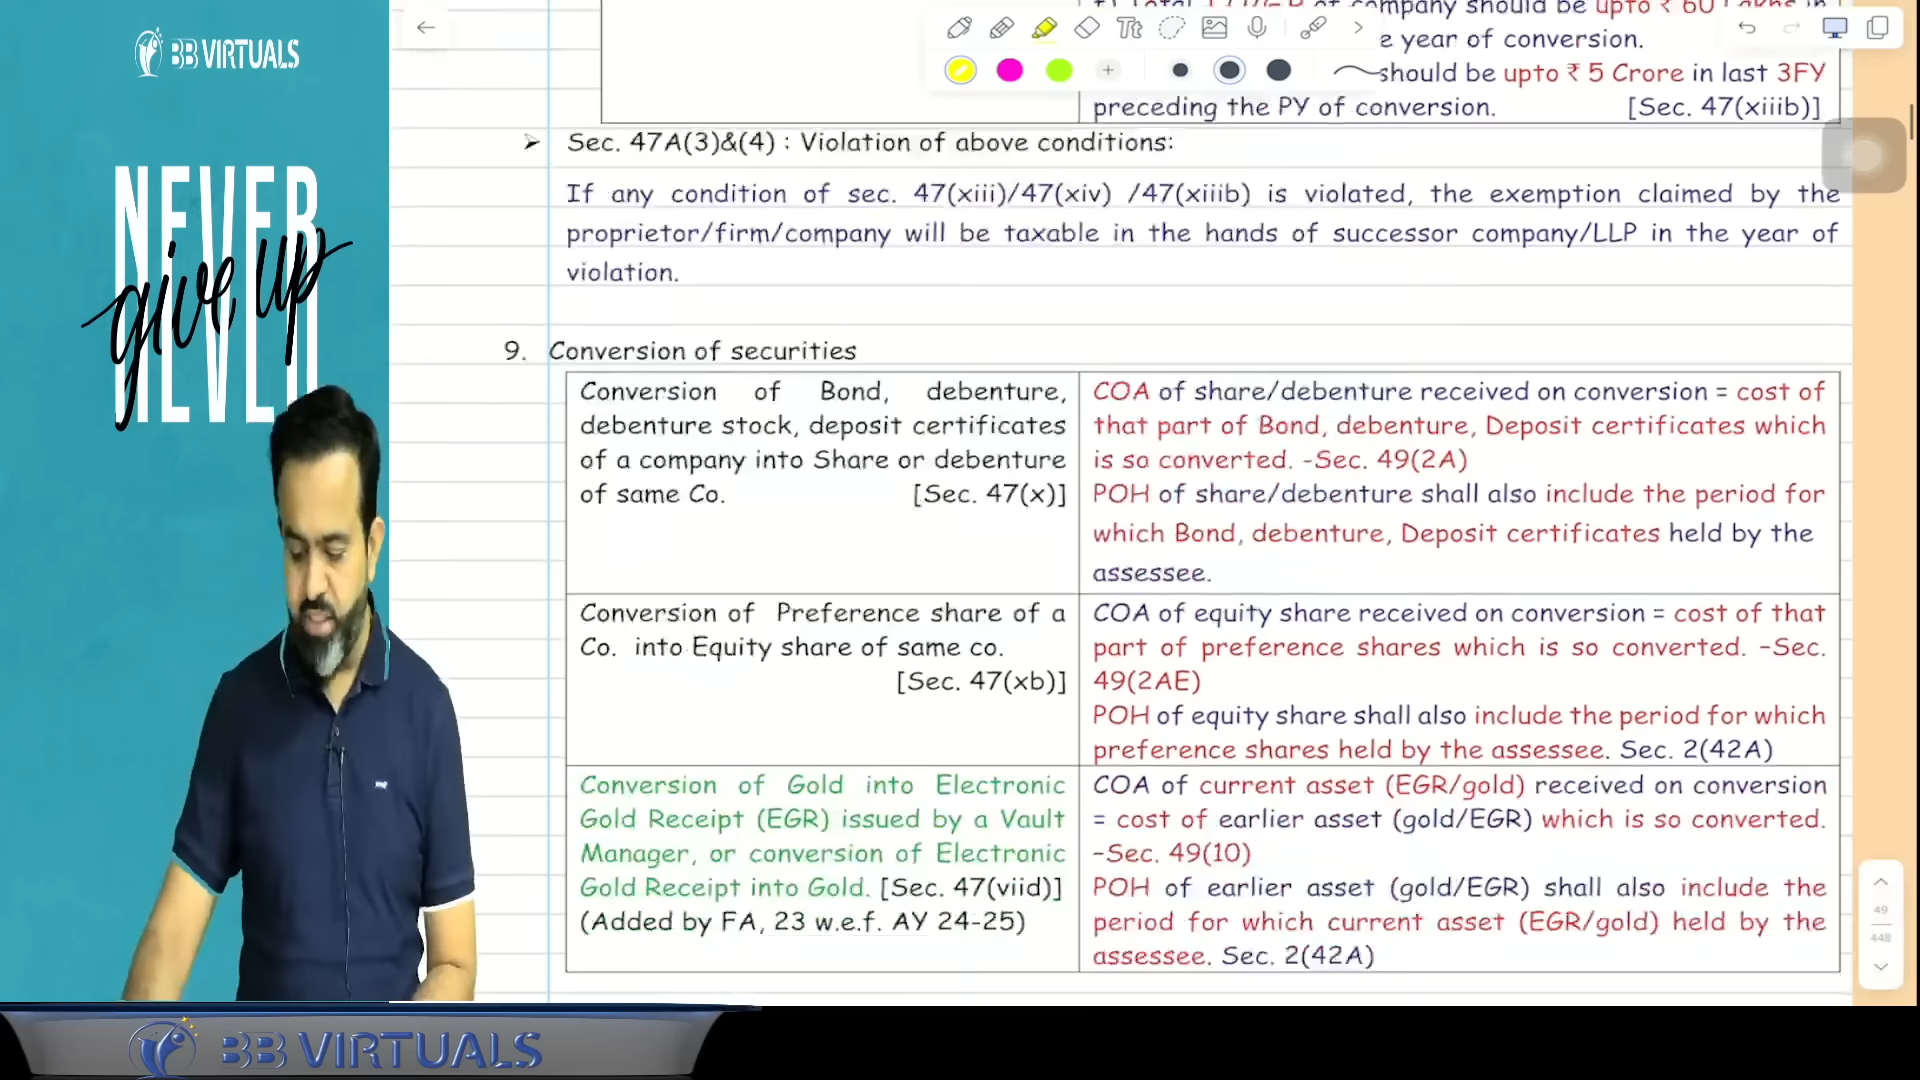 BB VIRTUALS
NEVER
give up
NEVER
company should be upto ₹ 60 Lakhs in
e year of conversion.
should be upto ₹ 5 Crore in last 3FY
preceding the PY of conversion. [Sec. 47(xiiib)]
➢ Sec. 47A(3)&(4) : Violation of above conditions:
If any condition of sec. 47(xiii)/47(xiv) /47(xiiib) is violated, the exemption claimed by the
proprietor/firm/company will be taxable in the hands of successor company/LLP in the year of
violation.
9. Conversion of securities
Conversion of Bond, debenture,
debenture stock, deposit certificates
of a company into Share or debenture
of same Co. [Sec. 47(x)]
COA of share/debenture received on conversion = cost of
that part of Bond, debenture, Deposit certificates which
is so converted. -Sec. 49(2A)
POH of share/debenture shall also include the period for
which Bond, debenture, Deposit certificates held by the
assessee.
Conversion of Preference share of a
Co. into Equity share of same co.
[Sec. 47(xb)]
COA of equity share received on conversion = cost of that
part of preference shares which is so converted. -Sec.
49(2AE)
POH of equity share shall also include the period for which
preference shares held by the assessee. Sec. 2(42A)
Conversion of Gold into Electronic
Gold Receipt (EGR) issued by a Vault
Manager, or conversion of Electronic
Gold Receipt into Gold. [Sec. 47(viid)]
(Added by FA, 23 w.e.f. AY 24-25)
COA of current asset (EGR/gold) received on conversion
= cost of earlier asset (gold/EGR) which is so converted.
-Sec. 49(10)
POH of earlier asset (gold/EGR) shall also include the
period for which current asset (EGR/gold) held by the
assessee. Sec. 2(42A)
49
448
BB VIRTUALS